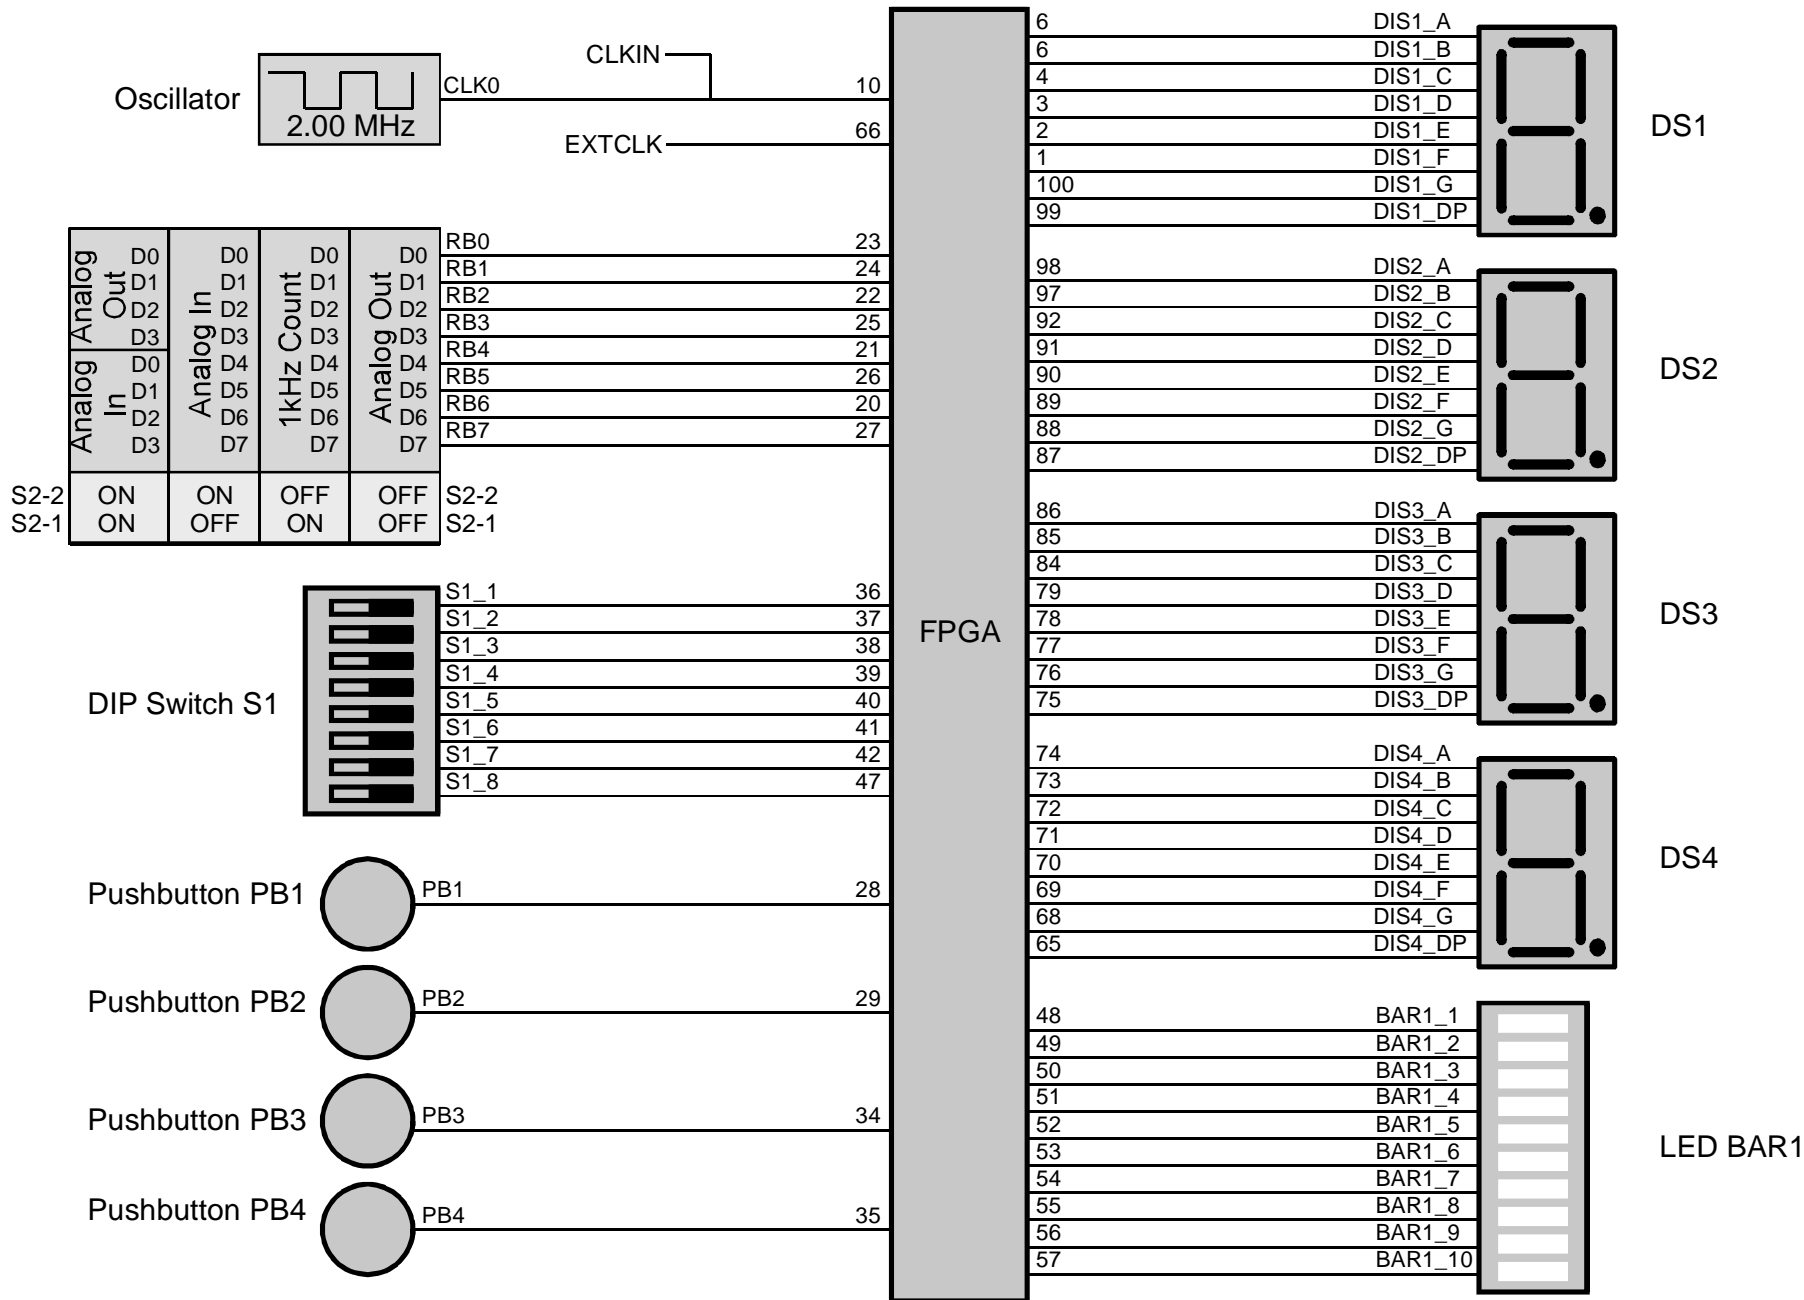 CLKIN
Oscillator
2.00 MHz
CLK0 10
EXTCLK 66
Analog Out
D0
D1
D2
D3
Analog In
D0
D1
D2
D3
Analog In
D0
D1
D2
D3
D4
D5
D6
D7
1kHz Count
D0
D1
D2
D3
D4
D5
D6
D7
Analog Out
D0
D1
D2
D3
D4
D5
D6
D7
RB0 23
RB1 24
RB2 22
RB3 25
RB4 21
RB5 26
RB6 20
RB7 27
S2-2 ON ON OFF OFF S2-2
S2-1 ON OFF ON OFF S2-1
DIP Switch S1
S1_1 36
S1_2 37
S1_3 38
S1_4 39
S1_5 40
S1_6 41
S1_7 42
S1_8 47
Pushbutton PB1 PB1 28
Pushbutton PB2 PB2 29
Pushbutton PB3 PB3 34
Pushbutton PB4 PB4 35
FPGA
6 DIS1_A
6 DIS1_B
4 DIS1_C
3 DIS1_D
2 DIS1_E
1 DIS1_F
100 DIS1_G
99 DIS1_DP
DS1
98 DIS2_A
97 DIS2_B
92 DIS2_C
91 DIS2_D
90 DIS2_E
89 DIS2_F
88 DIS2_G
87 DIS2_DP
DS2
86 DIS3_A
85 DIS3_B
84 DIS3_C
79 DIS3_D
78 DIS3_E
77 DIS3_F
76 DIS3_G
75 DIS3_DP
DS3
74 DIS4_A
73 DIS4_B
72 DIS4_C
71 DIS4_D
70 DIS4_E
69 DIS4_F
68 DIS4_G
65 DIS4_DP
DS4
48 BAR1_1
49 BAR1_2
50 BAR1_3
51 BAR1_4
52 BAR1_5
53 BAR1_6
54 BAR1_7
55 BAR1_8
56 BAR1_9
57 BAR1_10
LED BAR1